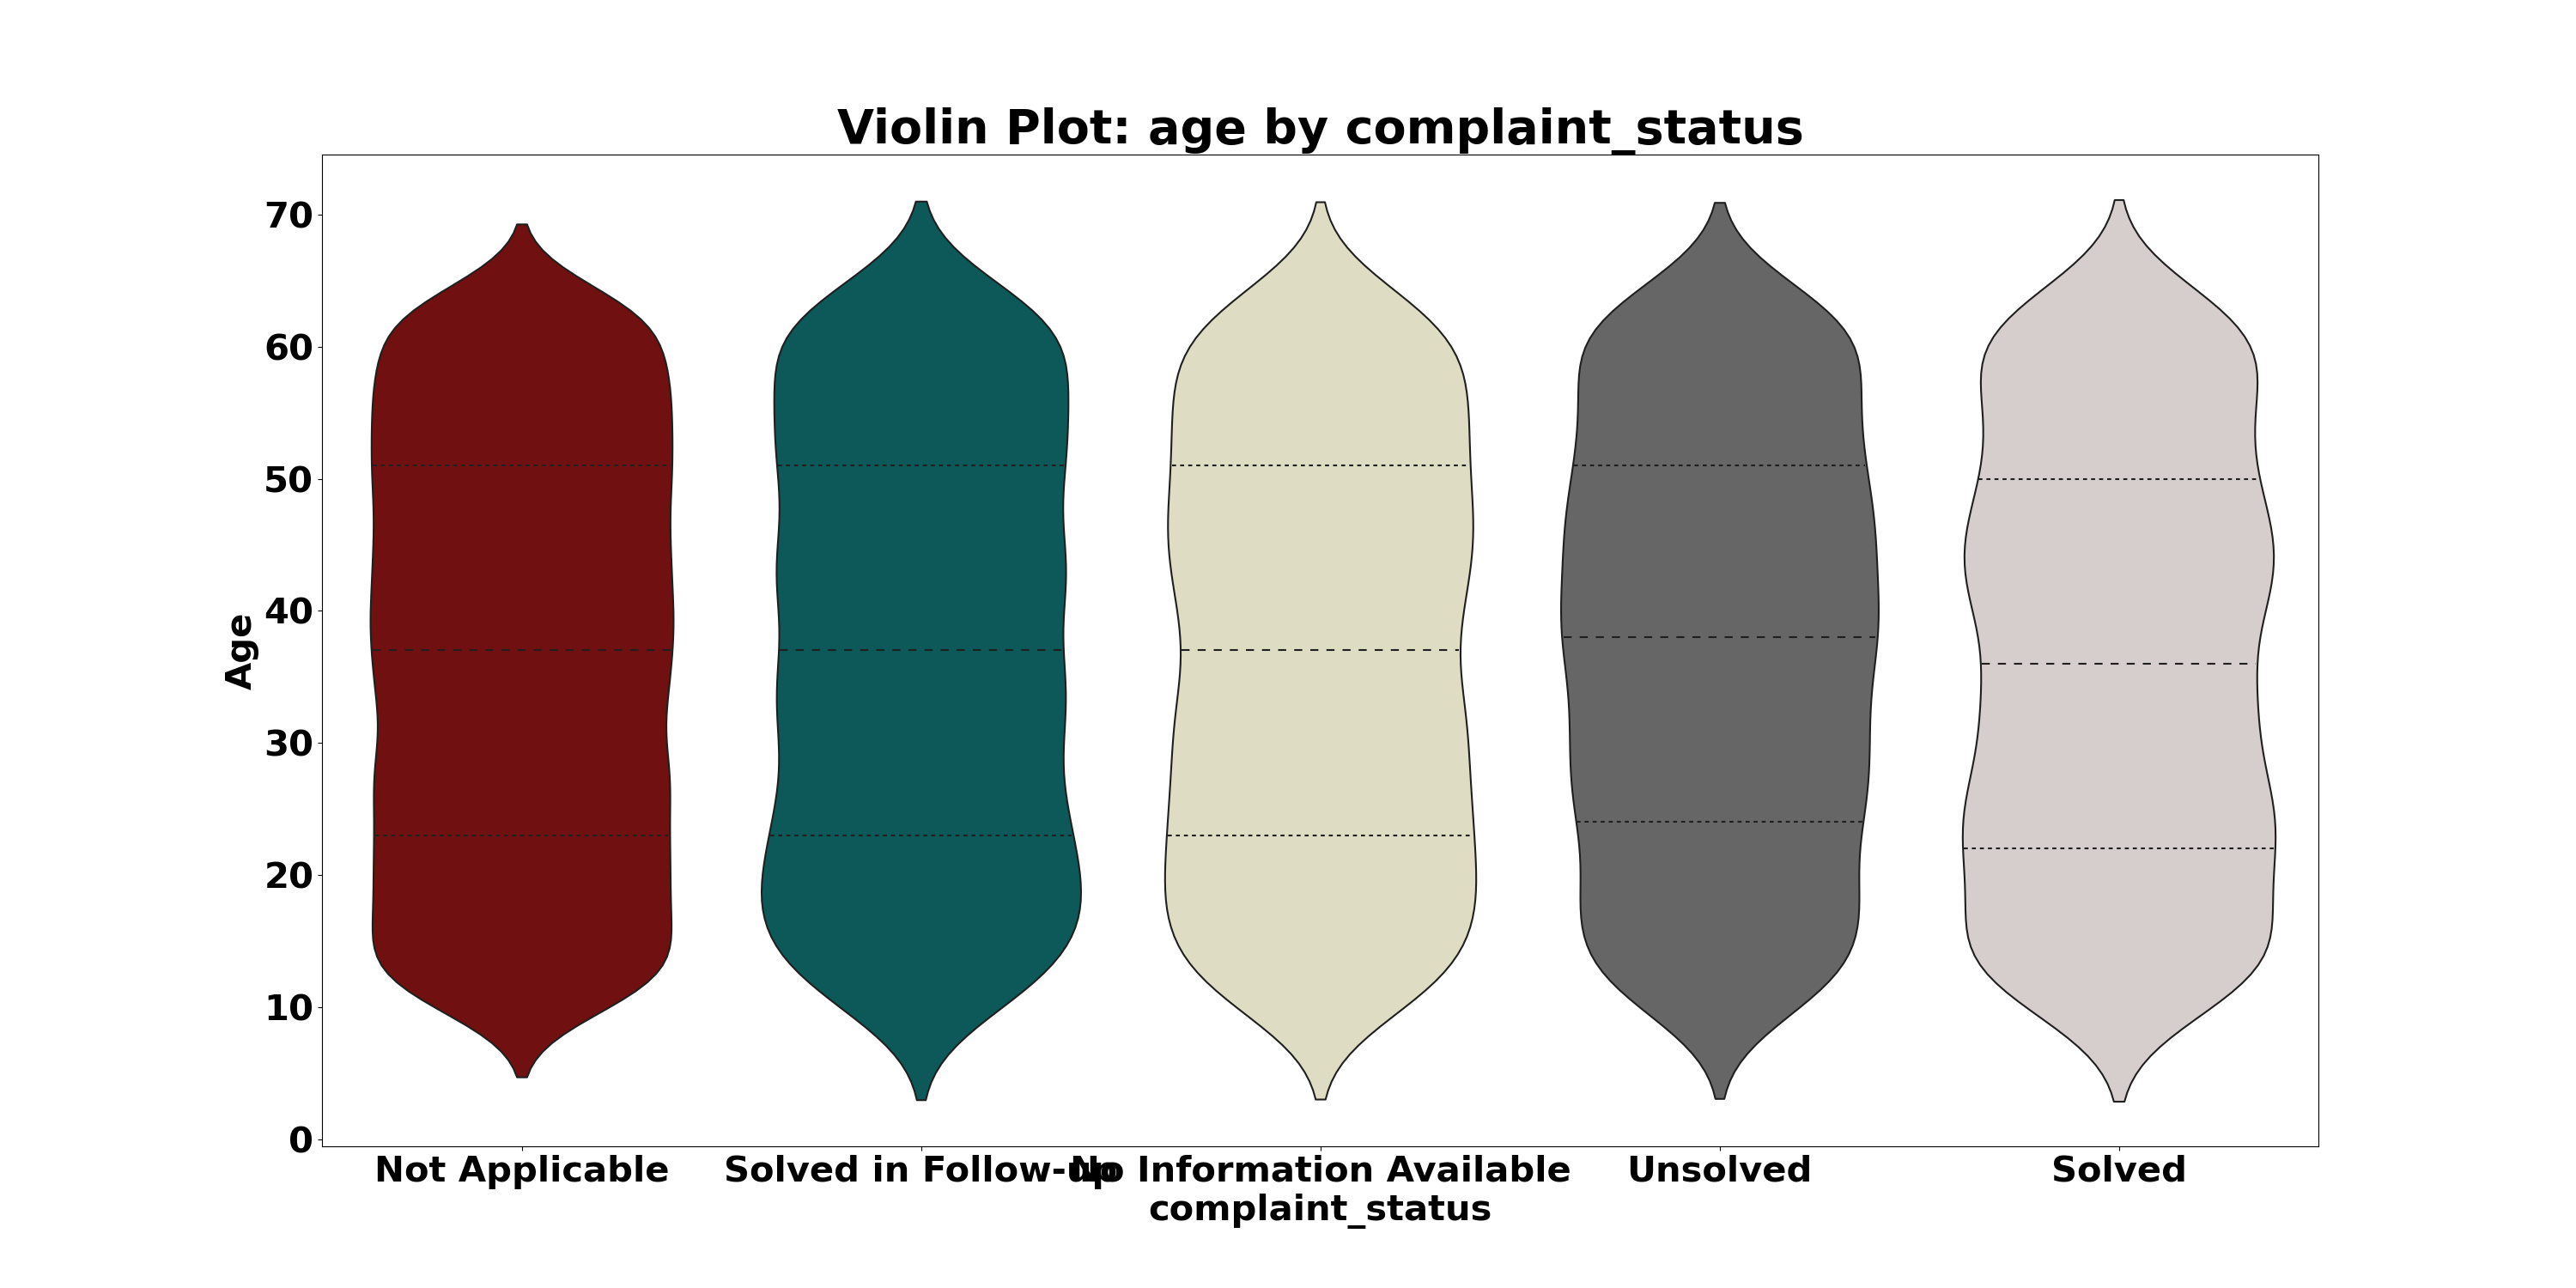 Violin Plot: age by complaint_status
70
60
50
40
30
20
10
0
Age
Not Applicable
Solved in Follow-up
No Information Available
Unsolved
Solved
complaint_status